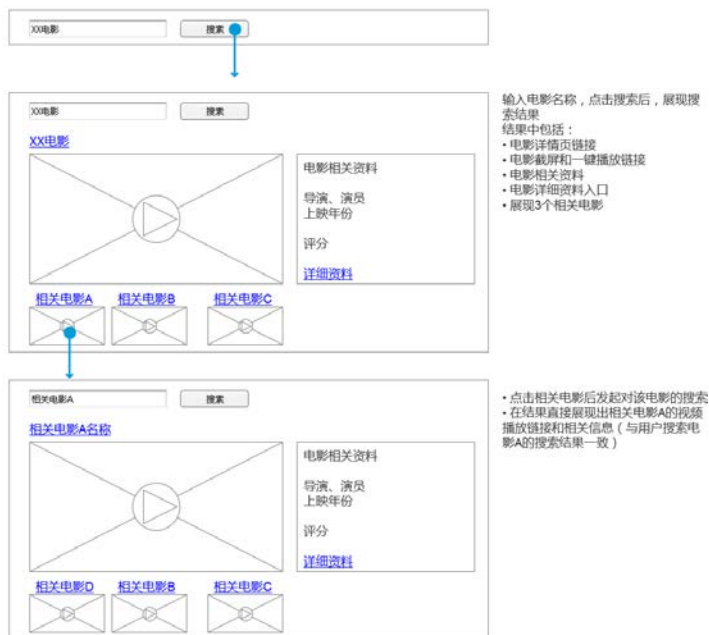 XX电影 搜索
XX电影 搜索
XX电影
电影相关资料
导演、演员
上映年份
评分
详细资料
相关电影A 相关电影B 相关电影C
输入电影名称，点击搜索后，展现搜
索结果
结果中包括：
• 电影详情页链接
• 电影截屏和一键播放链接
• 电影相关资料
• 电影详细资料入口
• 展现3个相关电影
相关电影A 搜索
相关电影A名称
电影相关资料
导演、演员
上映年份
评分
详细资料
相关电影D 相关电影B 相关电影C
• 点击相关电影后发起对该电影的搜索
• 在结果直接展现出相关电影A的视频
播放链接和相关信息（与用户搜索电
影A的搜索结果一致）